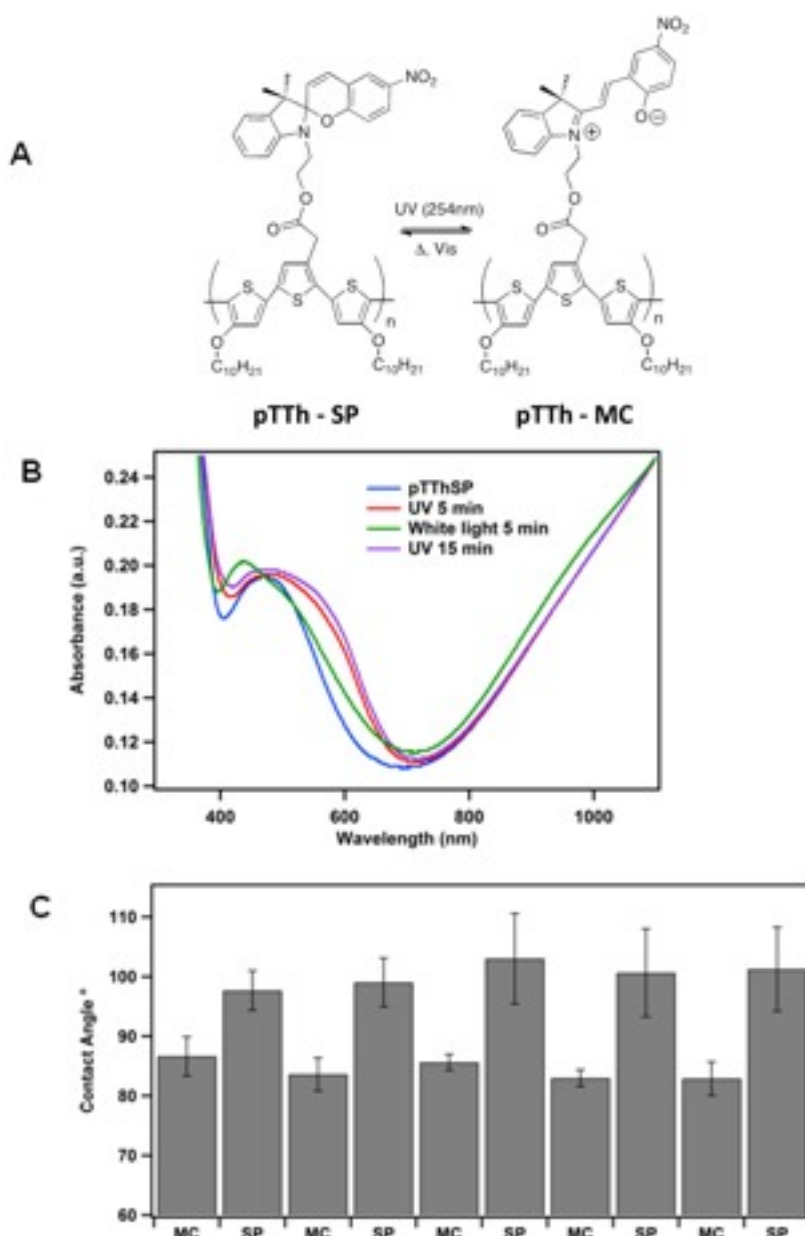 A
NO₂
O
N
O
O
S
S
S
n
O
C₁₀H₂₁
O
C₁₀H₂₁
pTTh - SP
UV (254nm)
Δ, Vis
NO₂
O⊖
N⊕
O
O
S
S
S
n
O
C₁₀H₂₁
O
C₁₀H₂₁
pTTh - MC
B
Absorbance (a.u.)
0.24
0.22
0.20
0.18
0.16
0.14
0.12
0.10
pTThSP
UV 5 min
White light 5 min
UV 15 min
400 600 800 1000
Wavelength (nm)
C
Contact Angle °
110
100
90
80
70
60
MC SP MC SP MC SP MC SP MC SP